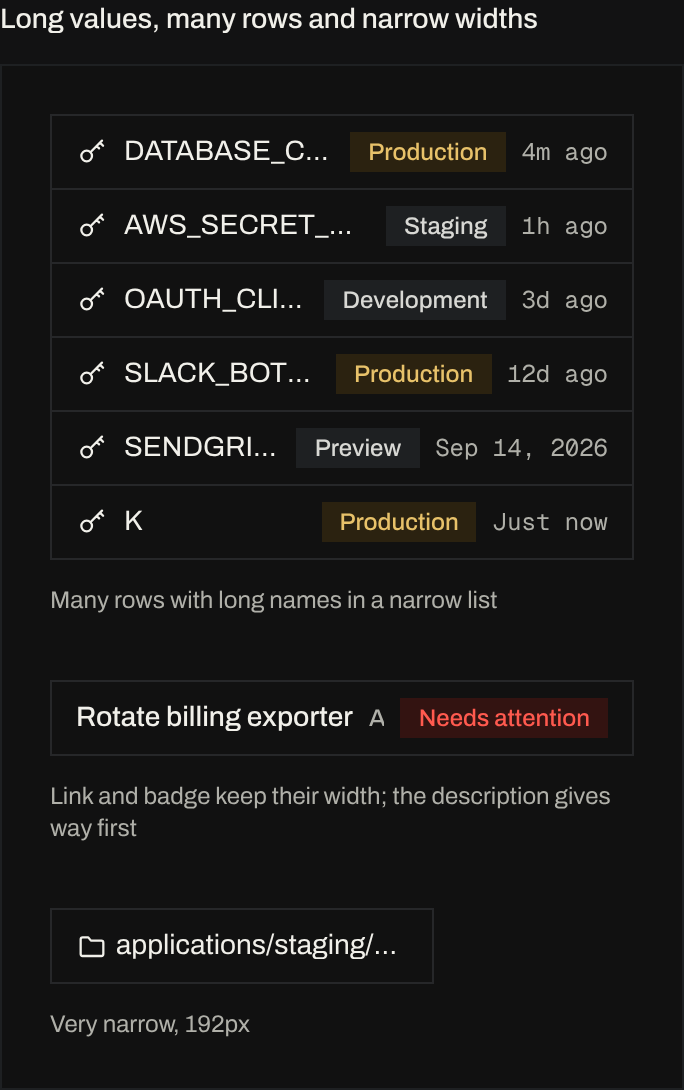 Long values, many rows and narrow widths
DATABASE_C... Production 4m ago
AWS_SECRET_... Staging 1h ago
OAUTH_CLI... Development 3d ago
SLACK_BOT... Production 12d ago
SENDGRI... Preview Sep 14, 2026
K Production Just now
Many rows with long names in a narrow list
Rotate billing exporter A Needs attention
Link and badge keep their width; the description gives
way first
applications/staging/...
Very narrow, 192px